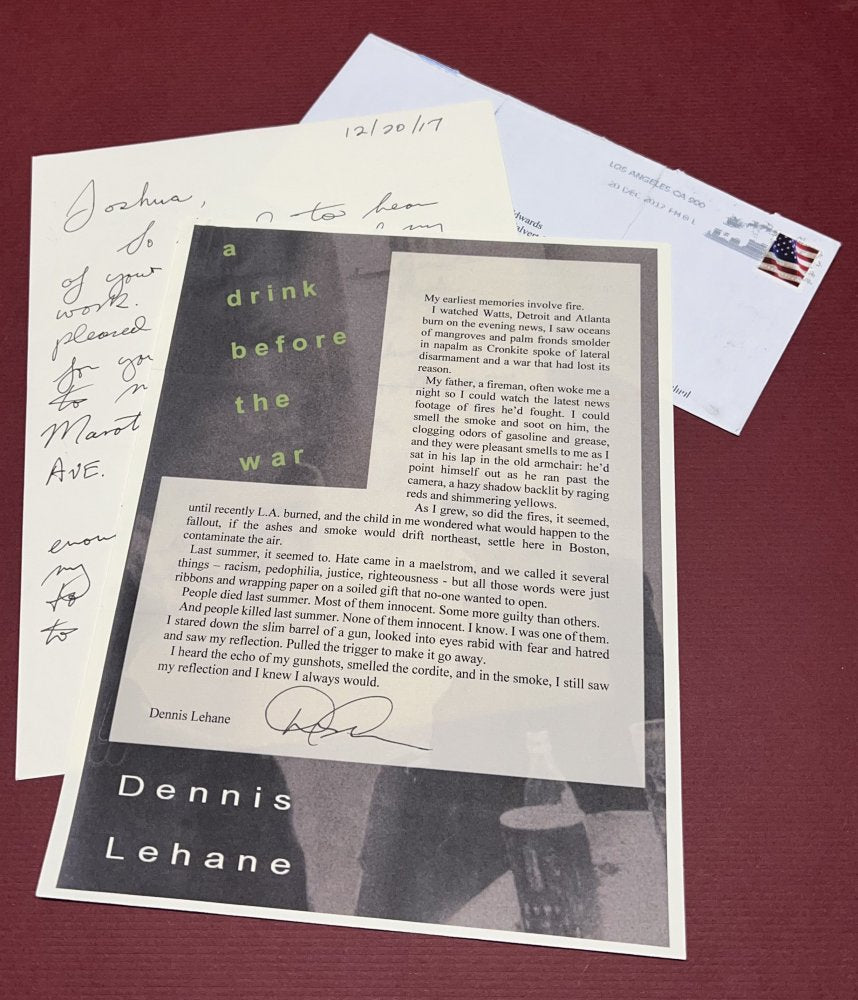 12/20/17
Joshua,
So to hear
of your my
work.
pleased
for you
to
Marat
AVE.
enou
my
to
to
LOS ANGELES CA 900
20 DEC 2017 PM 8 L
dwards
a
drink
before
the
war
My earliest memories involve fire.
I watched Watts, Detroit and Atlanta
burn on the evening news, I saw oceans
of mangroves and palm fronds smolder
in napalm as Cronkite spoke of lateral
disarmament and a war that had lost its
reason.
My father, a fireman, often woke me a
night so I could watch the latest news
footage of fires he'd fought. I could
smell the smoke and soot on him, the
clogging odors of gasoline and grease,
and they were pleasant smells to me as I
sat in his lap in the old armchair: he'd
point himself out as he ran past the
camera, a hazy shadow backlit by raging
reds and shimmering yellows.
As I grew, so did the fires, it seemed,
until recently L.A. burned, and the child in me wondered what would happen to the
fallout, if the ashes and smoke would drift northeast, settle here in Boston,
contaminate the air.
Last summer, it seemed to. Hate came in a maelstrom, and we called it several
things – racism, pedophilia, justice, righteousness - but all those words were just
ribbons and wrapping paper on a soiled gift that no-one wanted to open.
People died last summer. Most of them innocent. Some more guilty than others.
And people killed last summer. None of them innocent. I know. I was one of them.
I stared down the slim barrel of a gun, looked into eyes rabid with fear and hatred
and saw my reflection. Pulled the trigger to make it go away.
I heard the echo of my gunshots, smelled the cordite, and in the smoke, I still saw
my reflection and I knew I always would.
Dennis Lehane
Dennis
Lehane